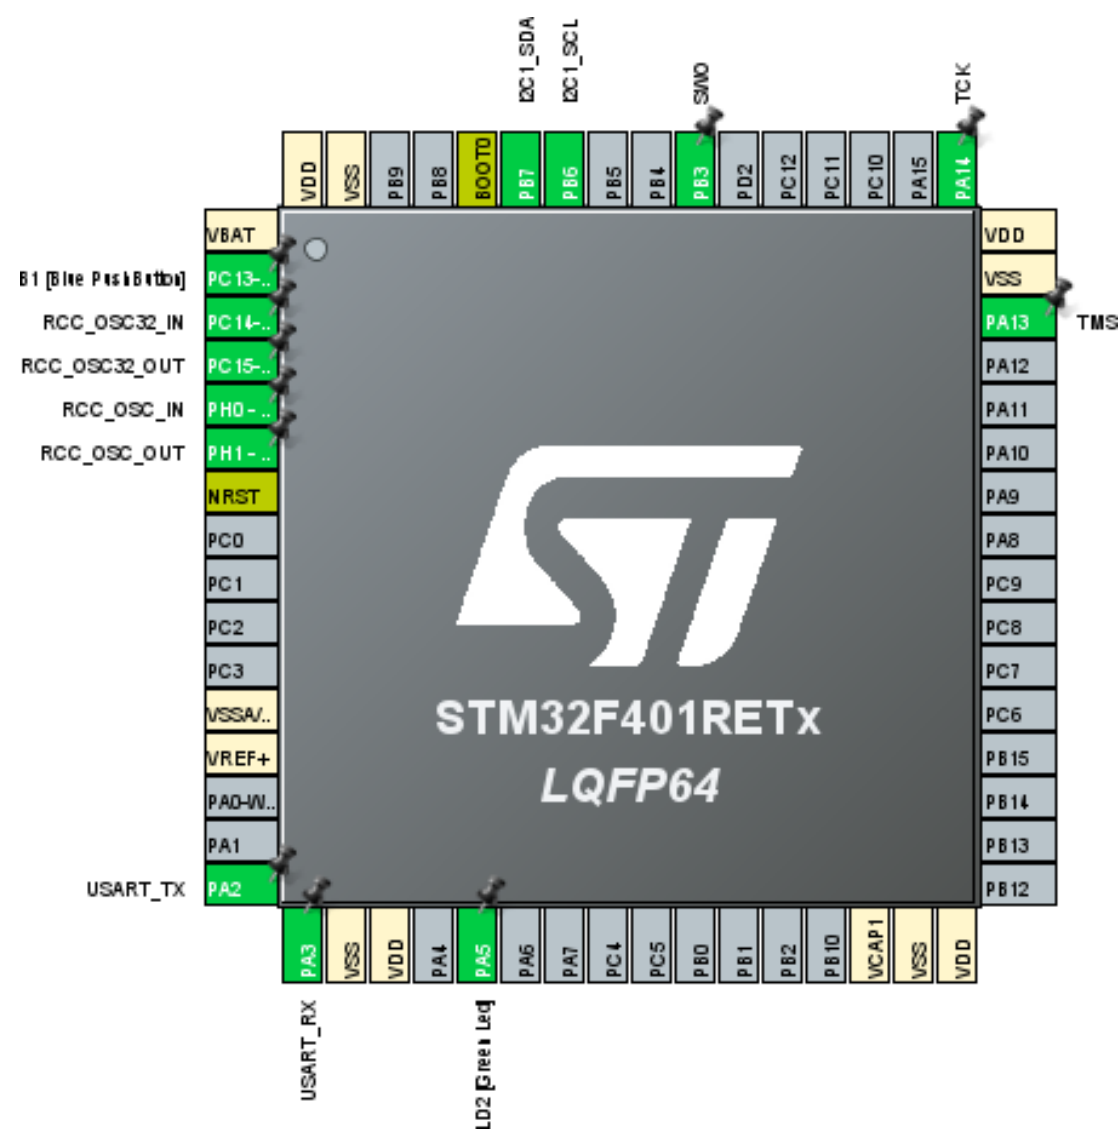 I2C1_SDA
I2C1_SCL
SWO
TCK
VDD
VSS
PB9
PB8
BOOT0
PB7
PB6
PB5
PB4
PB3
PD2
PC12
PC11
PC10
PA15
PA14
VBAT
B1 [Blue PushButton]
PC13-..
RCC_OSC32_IN
PC14-..
RCC_OSC32_OUT
PC15-..
RCC_OSC_IN
PH0 - ..
RCC_OSC_OUT
PH1 - ..
NRST
PC0
PC1
PC2
PC3
VSSA/..
VREF+
PA0-W..
PA1
USART_TX
PA2
STM32F401RETx
LQFP64
VDD
VSS
PA13
TMS
PA12
PA11
PA10
PA9
PA8
PC9
PC8
PC7
PC6
PB15
PB14
PB13
PB12
PA3
VSS
VDD
PA4
PA5
PA6
PA7
PC4
PC5
PB0
PB1
PB2
PB10
VCAP1
VSS
VDD
USART_RX
LD2 [Green Led]